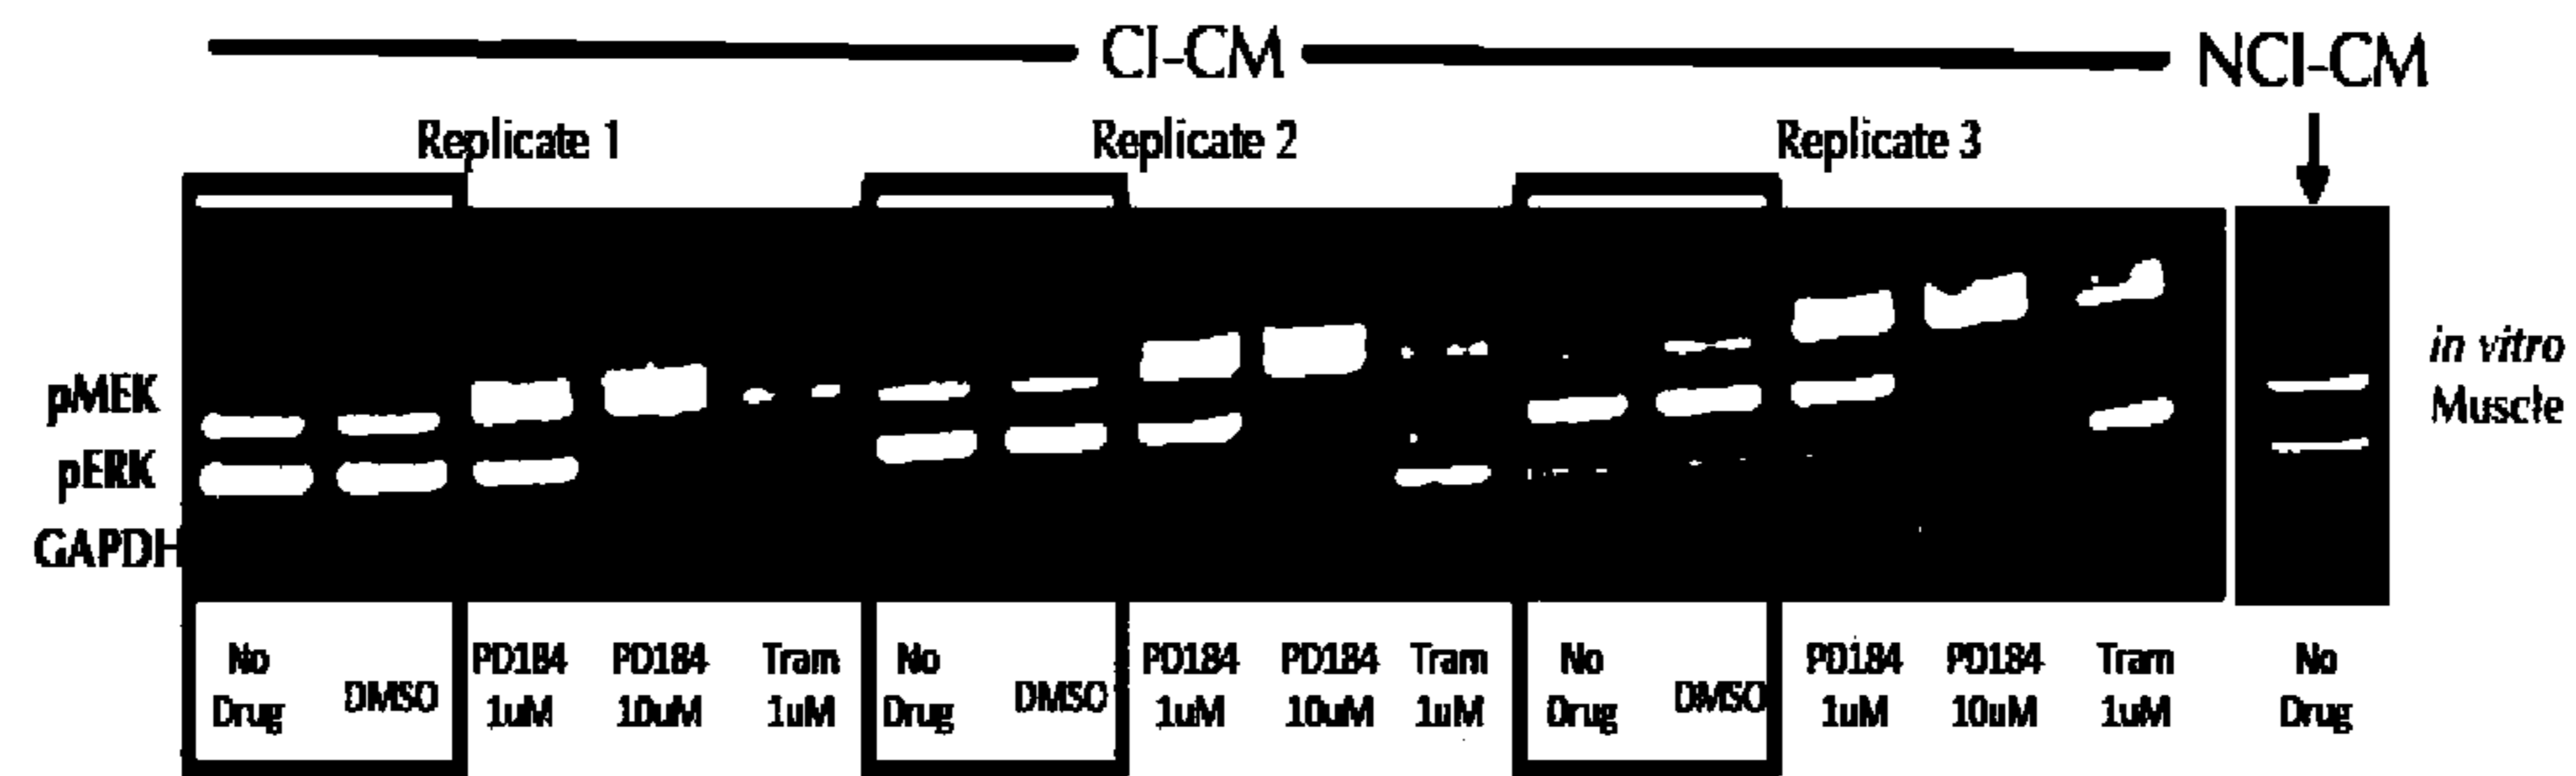 CI-CM
NCI-CM
Replicate 1
Replicate 2
Replicate 3
pMEK
pERK
GAPDH
in vitro
Muscle
No Drug
DMSO
PD184 1uM
PD184 10uM
Tram 1uM
No Drug
DMSO
PD184 1uM
PD184 10uM
Tram 1uM
No Drug
DMSO
PD184 1uM
PD184 10uM
Tram 1uM
No Drug